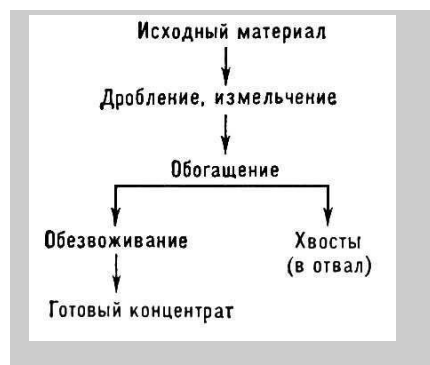 Исходный материал
Дробление, измельчение
Обогащение
Обезвоживание
Хвосты
(в отвал)
Готовый концентрат